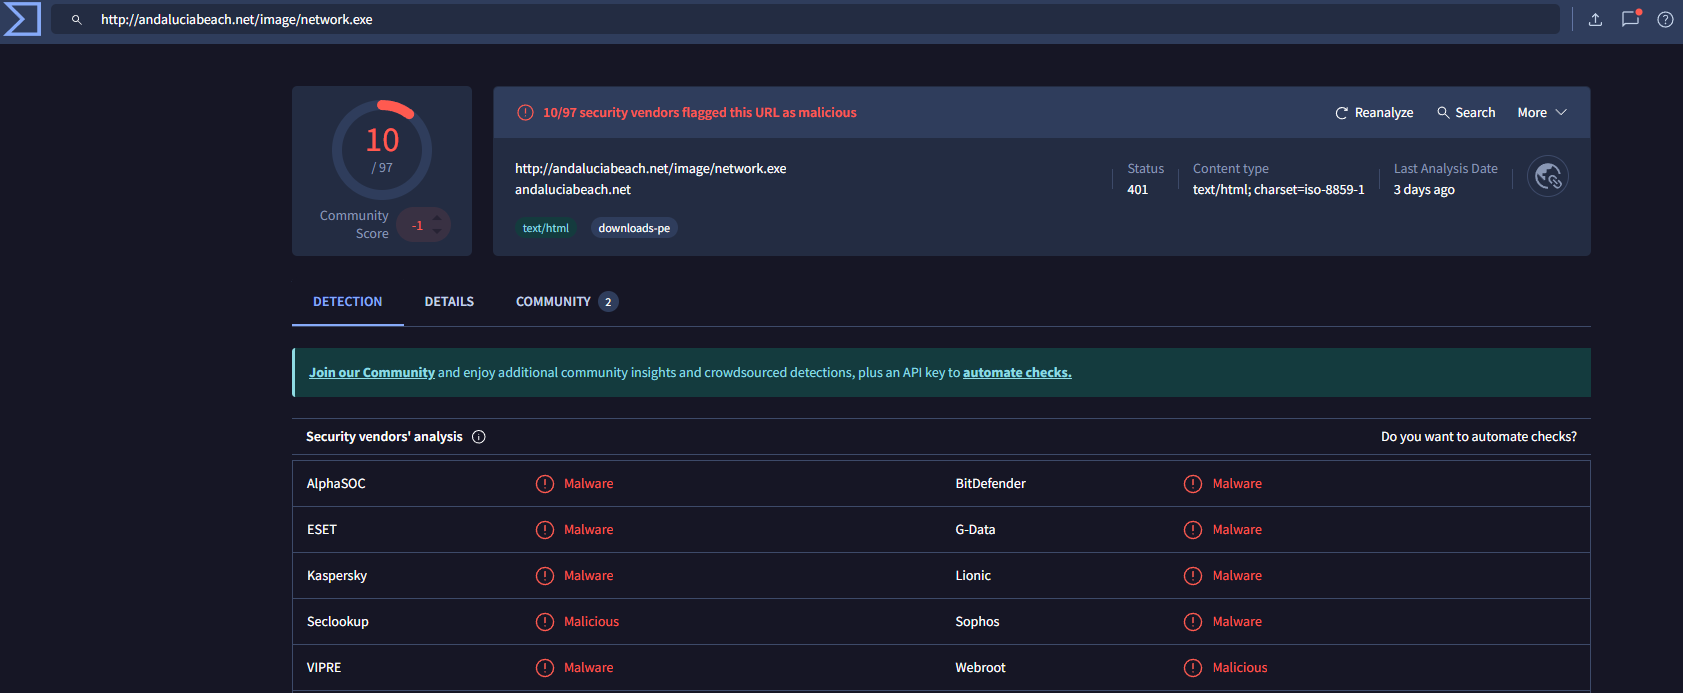 http://andaluciabeach.net/image/network.exe
10
/ 97
Community
Score
-1
10/97 security vendors flagged this URL as malicious
Reanalyze
Search
More
http://andaluciabeach.net/image/network.exe
andaluciabeach.net
text/html
downloads-pe
Status
401
Content type
text/html; charset=iso-8859-1
Last Analysis Date
3 days ago
DETECTION
DETAILS
COMMUNITY 2
Join our Community and enjoy additional community insights and crowdsourced detections, plus an API key to automate checks.
Security vendors' analysis
Do you want to automate checks?
AlphaSOC Malware BitDefender Malware
ESET Malware G-Data Malware
Kaspersky Malware Lionic Malware
Seclookup Malicious Sophos Malware
VIPRE Malware Webroot Malicious